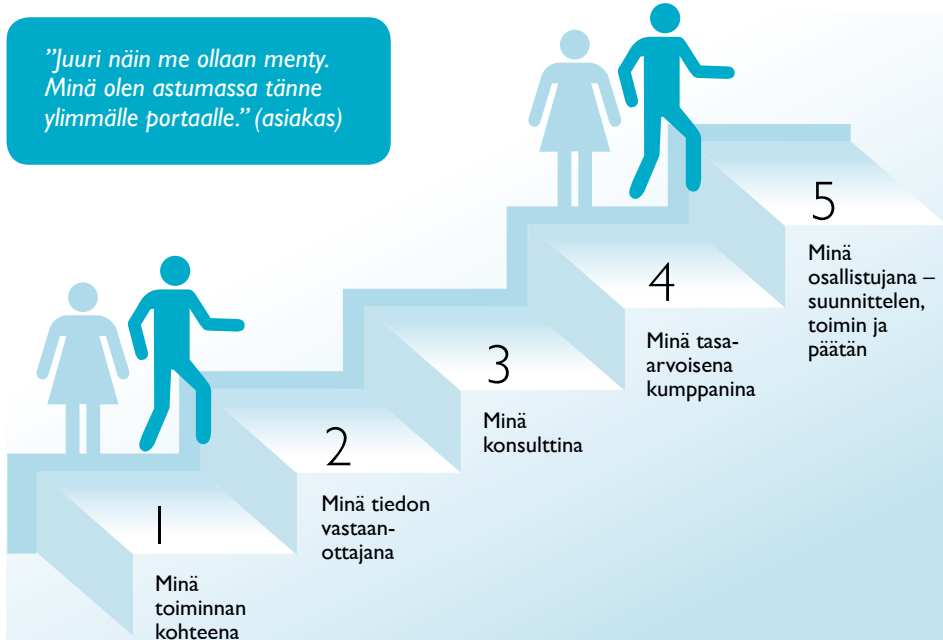 ”Juuri näin me ollaan menty.
Minä olen astumassa tänne
ylimmälle portaalle.” (asiakas)
1
Minä
toiminnan
kohteena
2
Minä tiedon
vastaan-
ottajana
3
Minä
konsulttina
4
Minä tasa-
arvoisena
kumppanina
5
Minä
osallistujana –
suunnittelen,
toimin ja
päätän